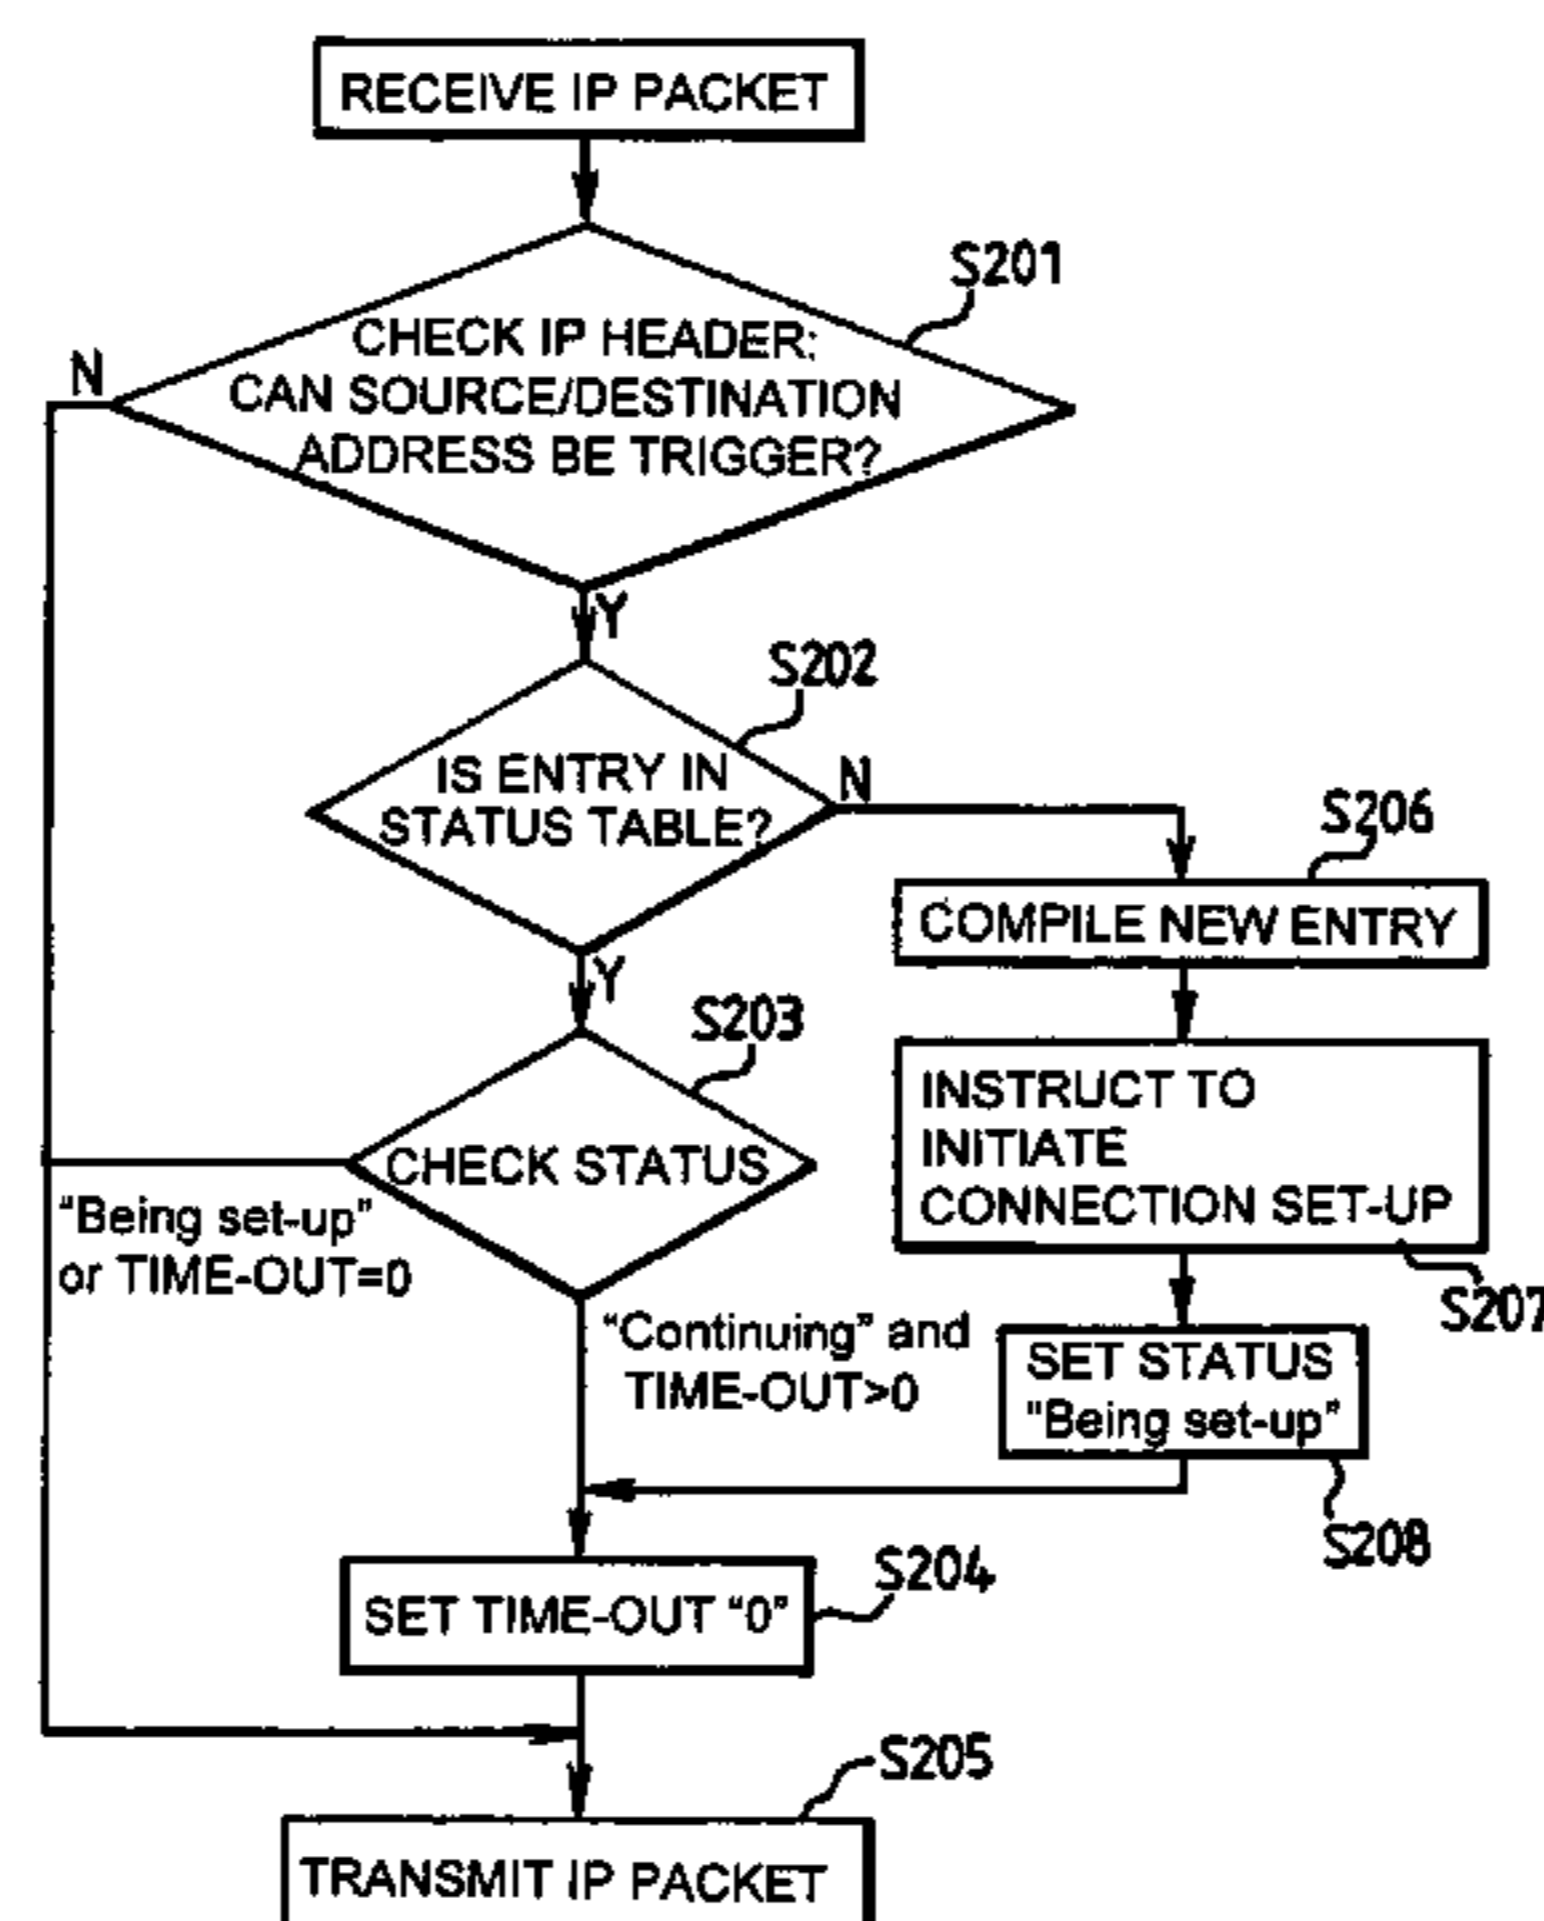 RECEIVE IP PACKET
S201
CHECK IP HEADER:
CAN SOURCE/DESTINATION
ADDRESS BE TRIGGER?
N
Y
S202
IS ENTRY IN
STATUS TABLE?
N
Y
S206
COMPILE NEW ENTRY
S203
CHECK STATUS
INSTRUCT TO
INITIATE
CONNECTION SET-UP
S207
"Being set-up"
or TIME-OUT=0
"Continuing" and
TIME-OUT>0
SET STATUS
"Being set-up"
S208
S204
SET TIME-OUT "0"
S205
TRANSMIT IP PACKET